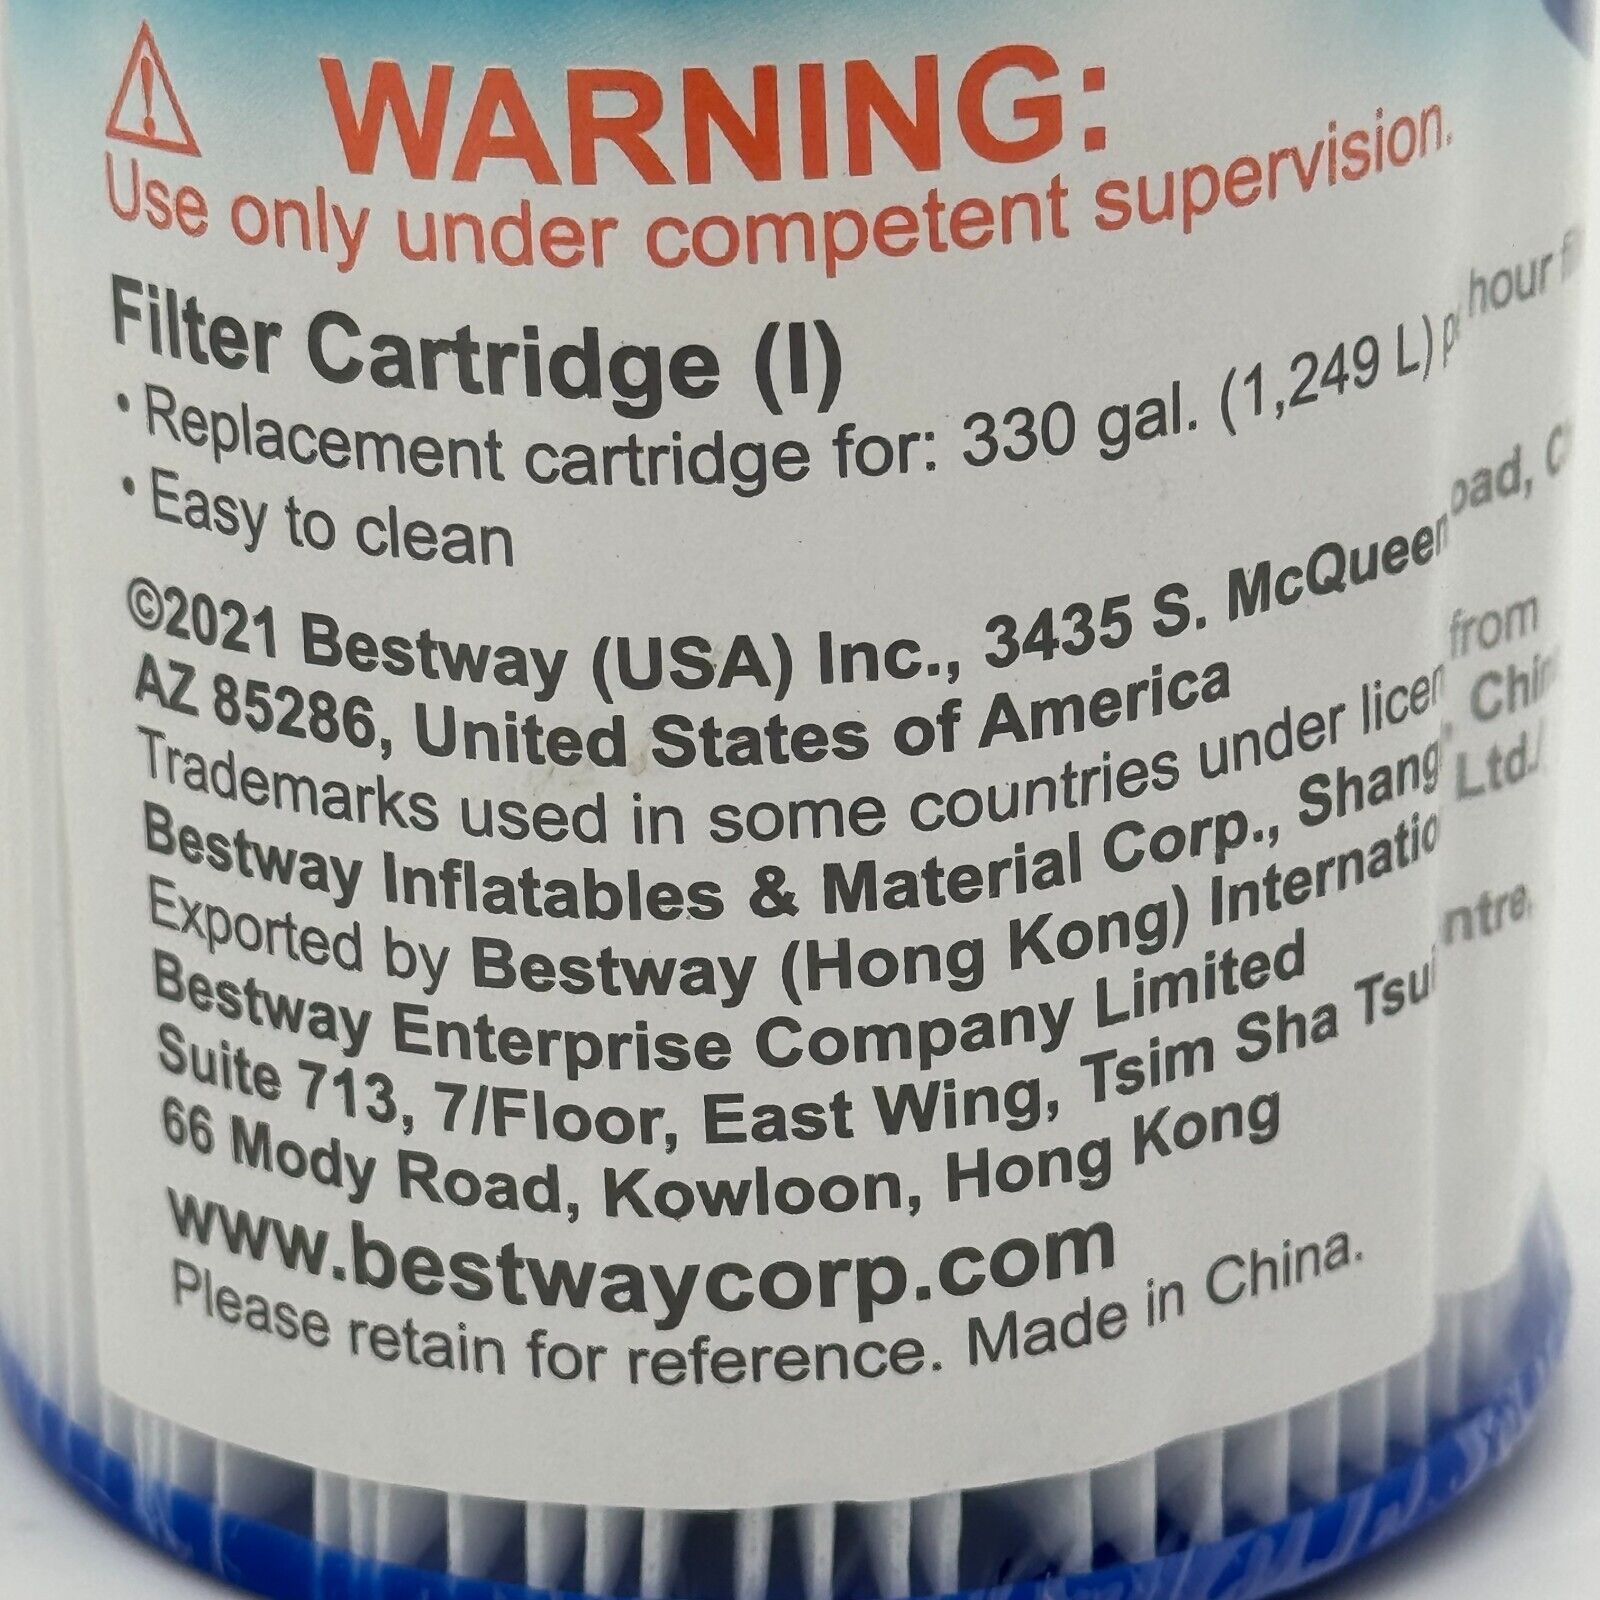 WARNING:
Use only under competent supervision.
Filter Cartridge (I)
• Replacement cartridge for: 330 gal. (1,249 L) hour
• Easy to clean
©2021 Bestway (USA) Inc., 3435 S. McQueen
AZ 85286, United States of America
Trademarks used in some countries under from
Bestway Inflatables & Material Corp.,
Exported by Bestway (Hong Kong) Ltd./
Bestway Enterprise Company Limited
Suite 713, 7/Floor, East Wing, Tsim Sha
66 Mody Road, Kowloon, Hong Kong
www.bestwaycorp.com
Please retain for reference. Made in China.